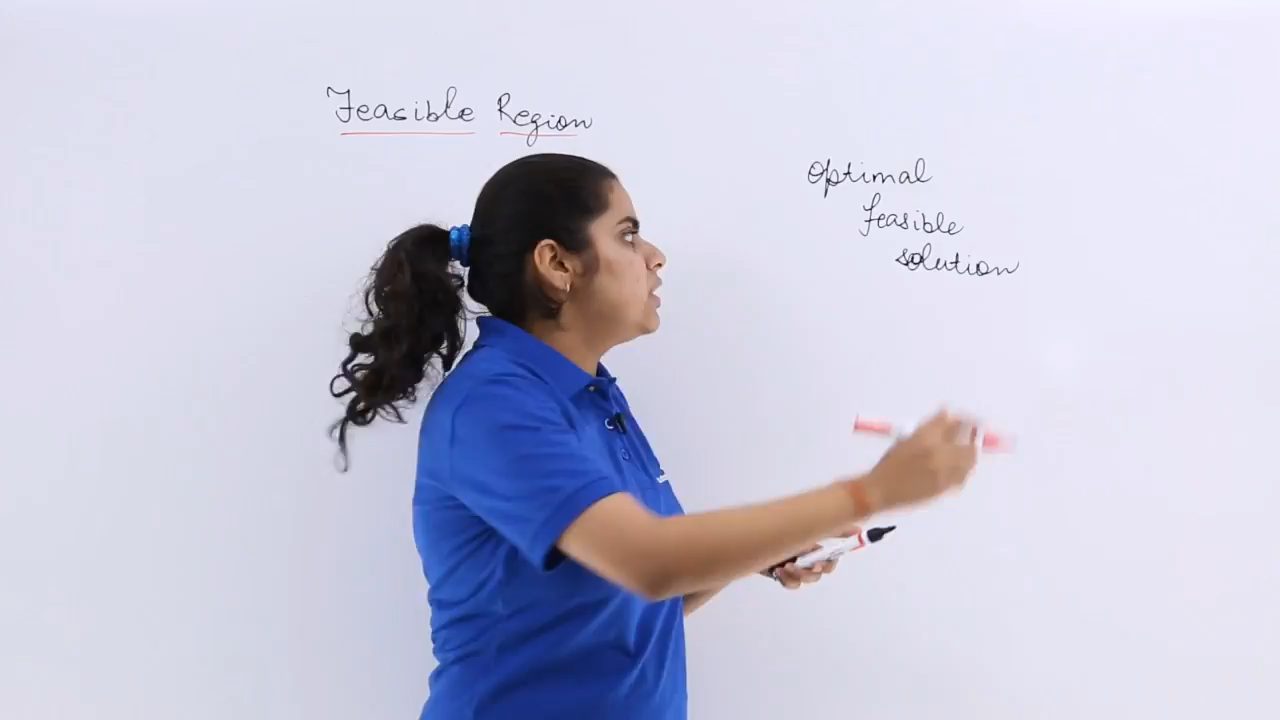 Feasible Region
Optimal
feasible
solution